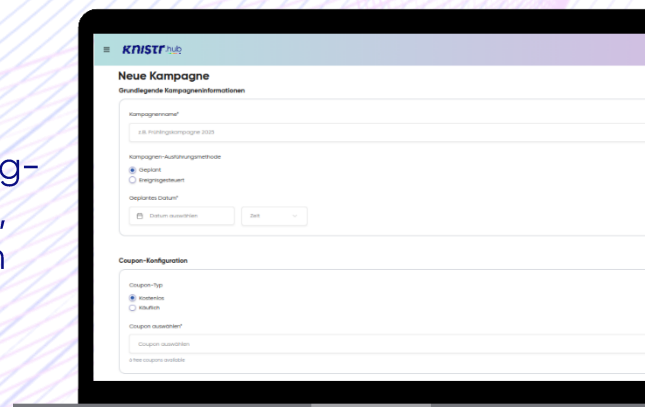 g-
,
n
≡ KNISTr.hub
Neue Kampagne
Grundlegende Kampagneninformationen
Kampagnenname*
z.B. Frühlingskampagne 2025
Kampagnen-Ausführungsmethode
Geplant
Ereignisgesteuert
Geplantes Datum*
Datum auswählen Zeit
Coupon-Konfiguration
Coupon-Typ
Kostenlos
Käuflich
Coupon auswählen*
Coupon auswählen
free coupons available